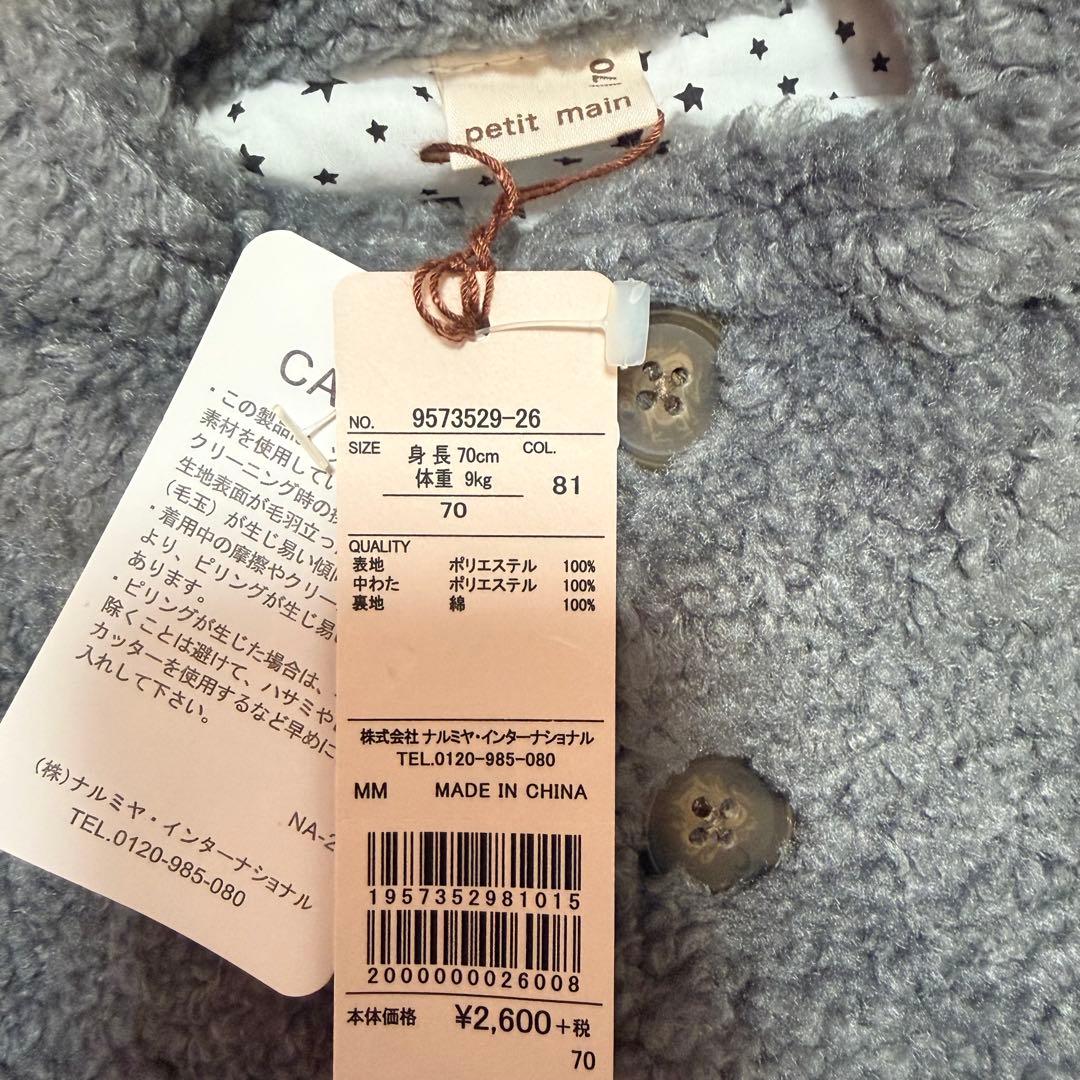 70
petit main
CA
・この製品は
素材を使用してい
クリーニング時の
生地表面が毛羽立っ
(毛玉)が生じ易い傾向
・着用中の摩擦やクリー
より、ピリングが生じ易
あります。
・ピリングが生じた場合は、
除くことは避けて、ハサミや
カッターを使用するなど早めに
入れして下さい。
NA-2
(株)ナルミヤ・インターナショナル
TEL.0120-985-080
NO. 9573529-26
SIZE 身長70cm COL.
体重 9kg 81
70
QUALITY
表地 ポリエステル 100%
中わた ポリエステル 100%
裏地 綿 100%
株式会社 ナルミヤ・インターナショナル
TEL.0120-985-080
MM MADE IN CHINA
1957352981015
2000000026008
本体価格 ¥2,600+税
70